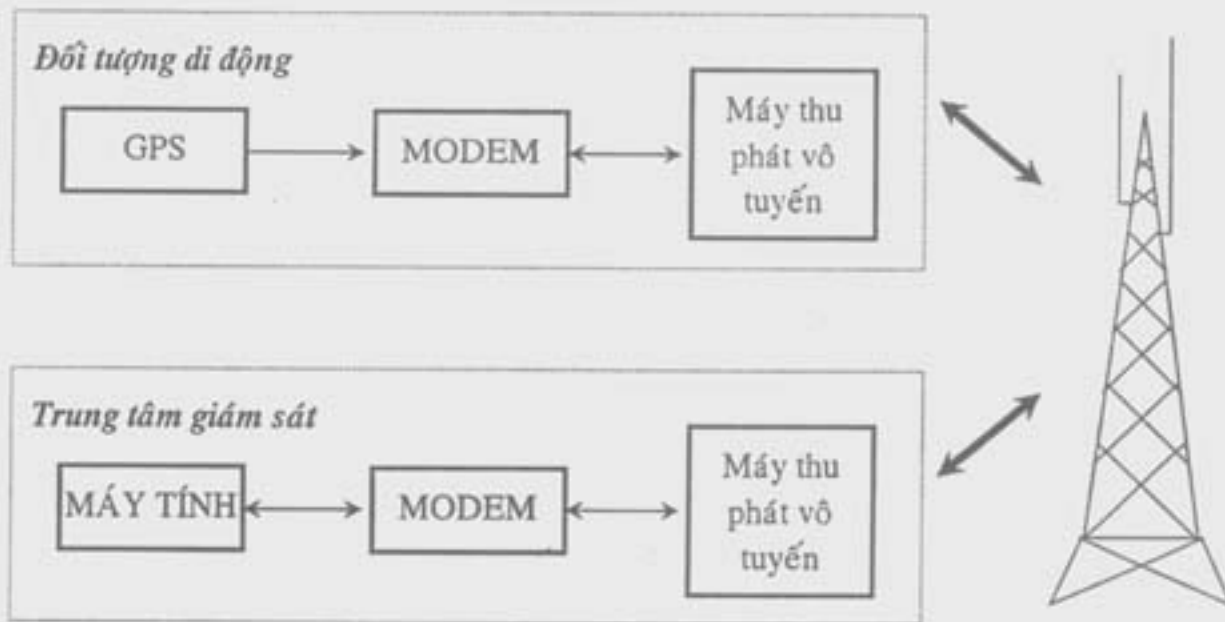 Đối tượng di động
GPS
MODEM
Máy thu
phát vô
tuyến
Trung tâm giám sát
MÁY TÍNH
MODEM
Máy thu
phát vô
tuyến